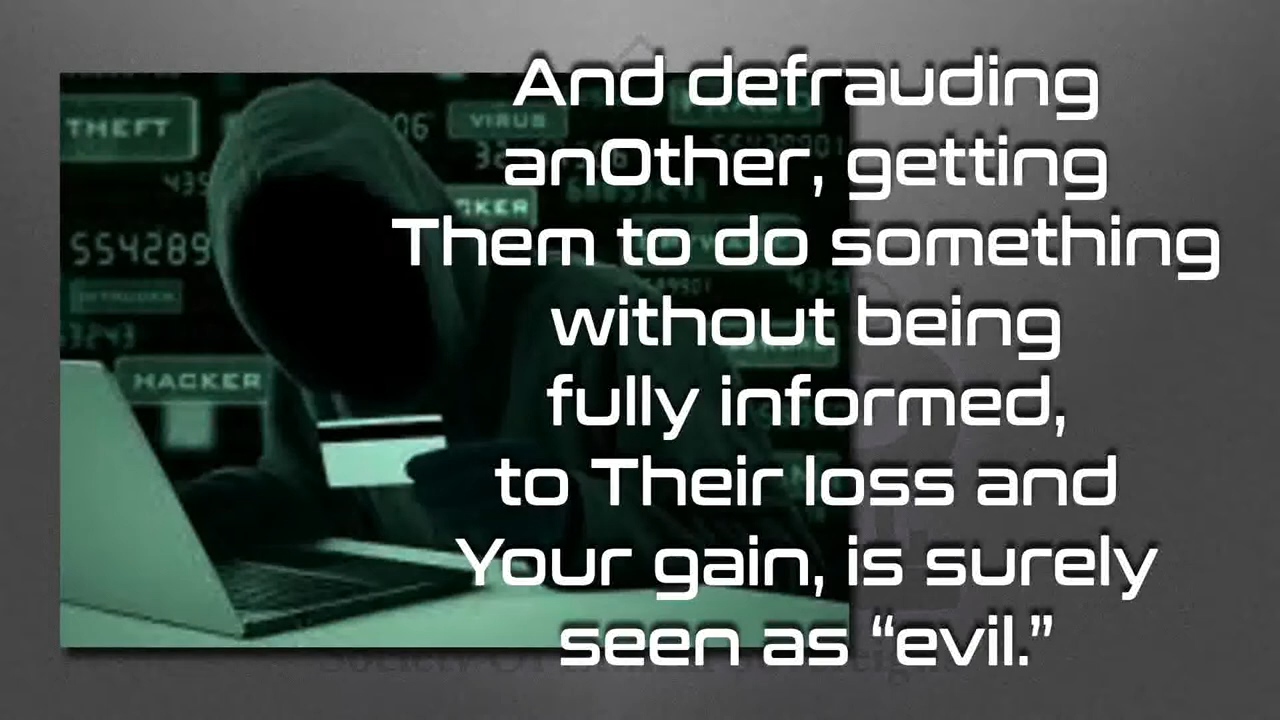 And defrauding
anOther, getting
Them to do something
without being
fully informed,
to Their loss and
Your gain, is surely
seen as “evil.”
THEFT
VIRUS
554289
HACKER